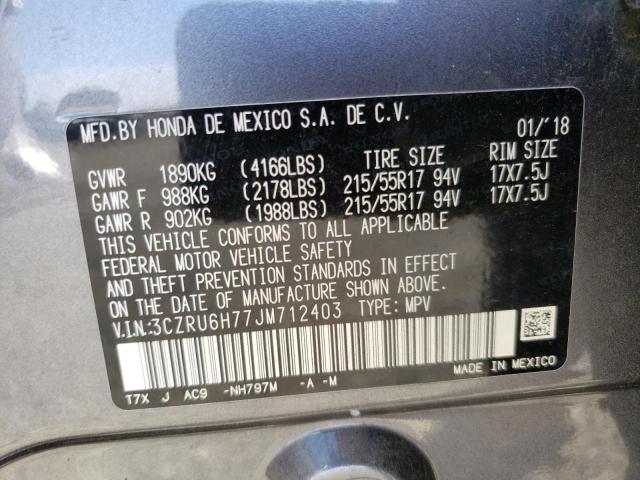 MFD.BY HONDA DE MEXICO S.A. DE C.V.
01/'18
GVWR 1890KG (4166LBS) TIRE SIZE RIM SIZE
GAWR F 988KG (2178LBS) 215/55R17 94V 17X7.5J
GAWR R 902KG (1988LBS) 215/55R17 94V 17X7.5J
THIS VEHICLE CONFORMS TO ALL APPLICABLE
FEDERAL MOTOR VEHICLE SAFETY
AND THEFT PREVENTION STANDARDS IN EFFECT
ON THE DATE OF MANUFACTURE SHOWN ABOVE.
V.I.N:3CZRU6H77JM712403 TYPE: MPV
MADE IN MEXICO
T7X J AC9 -NH797M -A -M